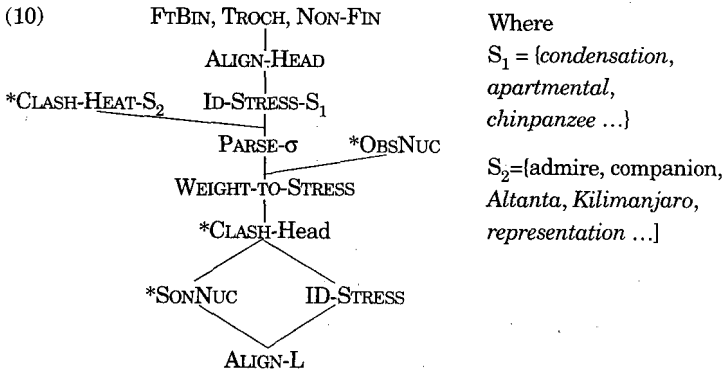 (10)
FTBIN, TROCH, NON-FIN
ALIGN-HEAD
*CLASH-HEAT-S2 ID-STRESS-S1
PARSE-σ *OBSNUC
WEIGHT-TO-STRESS
*CLASH-Head
*SONNUC ID-STRESS
ALIGN-L
Where
S1 = {condensation,
apartmental,
chinpanzee ...}
S2={admire, companion,
Altanta, Kilimanjaro,
representation ...]